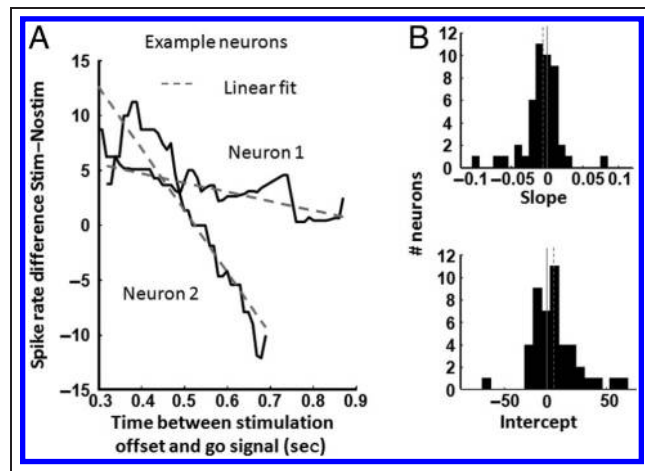 A
Example neurons
Linear fit
Neuron 1
Neuron 2
Spike rate difference Stim–Nostim
15
10
5
0
–5
–10
–15
0.3 0.4 0.5 0.6 0.7 0.8 0.9
Time between stimulation
offset and go signal (sec)
B
# neurons
12
10
8
6
4
2
0
–0.1 –0.05 0 0.05 0.1
Slope
12
10
8
6
4
2
0
–50 0 50
Intercept